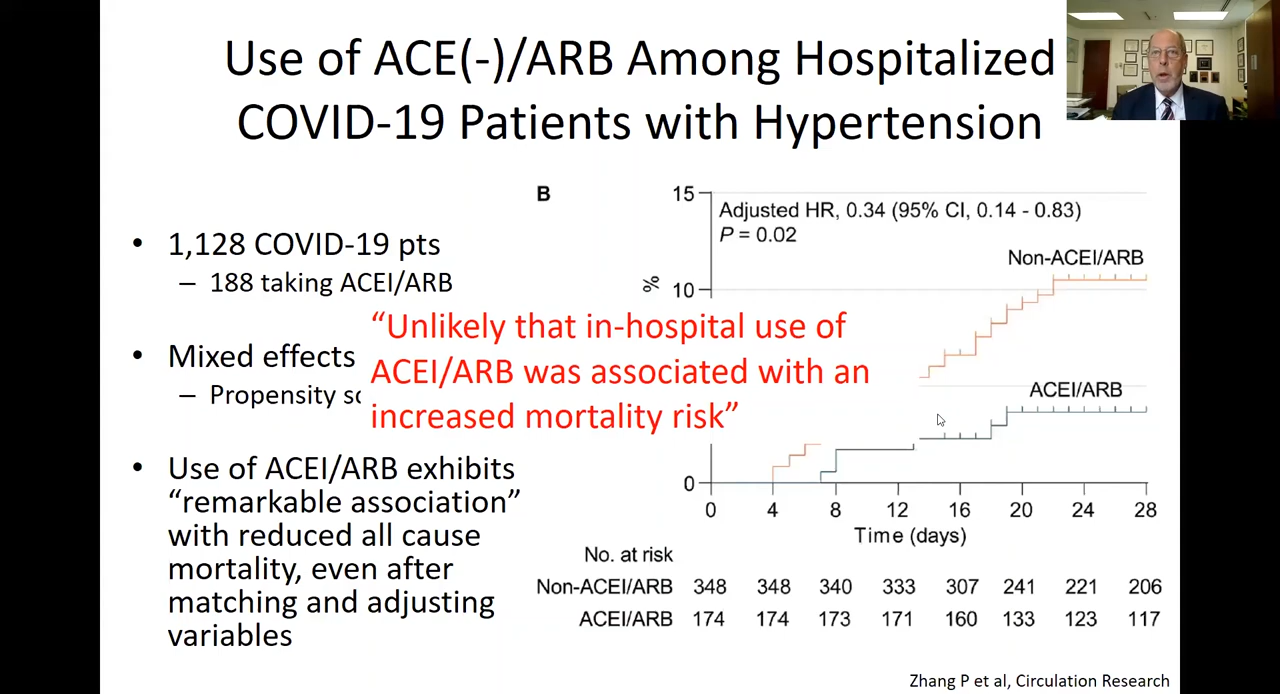 Use of ACE(-)/ARB Among Hospitalized
COVID-19 Patients with Hypertension
• 1,128 COVID-19 pts
– 188 taking ACEI/ARB
• Mixed effects
– Propensity
• Use of ACEI/ARB exhibits
“remarkable association”
with reduced all cause
mortality, even after
matching and adjusting
variables
“Unlikely that in-hospital use of
ACEI/ARB was associated with an
increased mortality risk”
B
15
10
0
%
Adjusted HR, 0.34 (95% CI, 0.14 - 0.83)
P = 0.02
Non-ACEI/ARB
ACEI/ARB
0 4 8 12 16 20 24 28
Time (days)
No. at risk
Non-ACEI/ARB 348 348 340 333 307 241 221 206
ACEI/ARB 174 174 173 171 160 133 123 117
Zhang P et al, Circulation Research